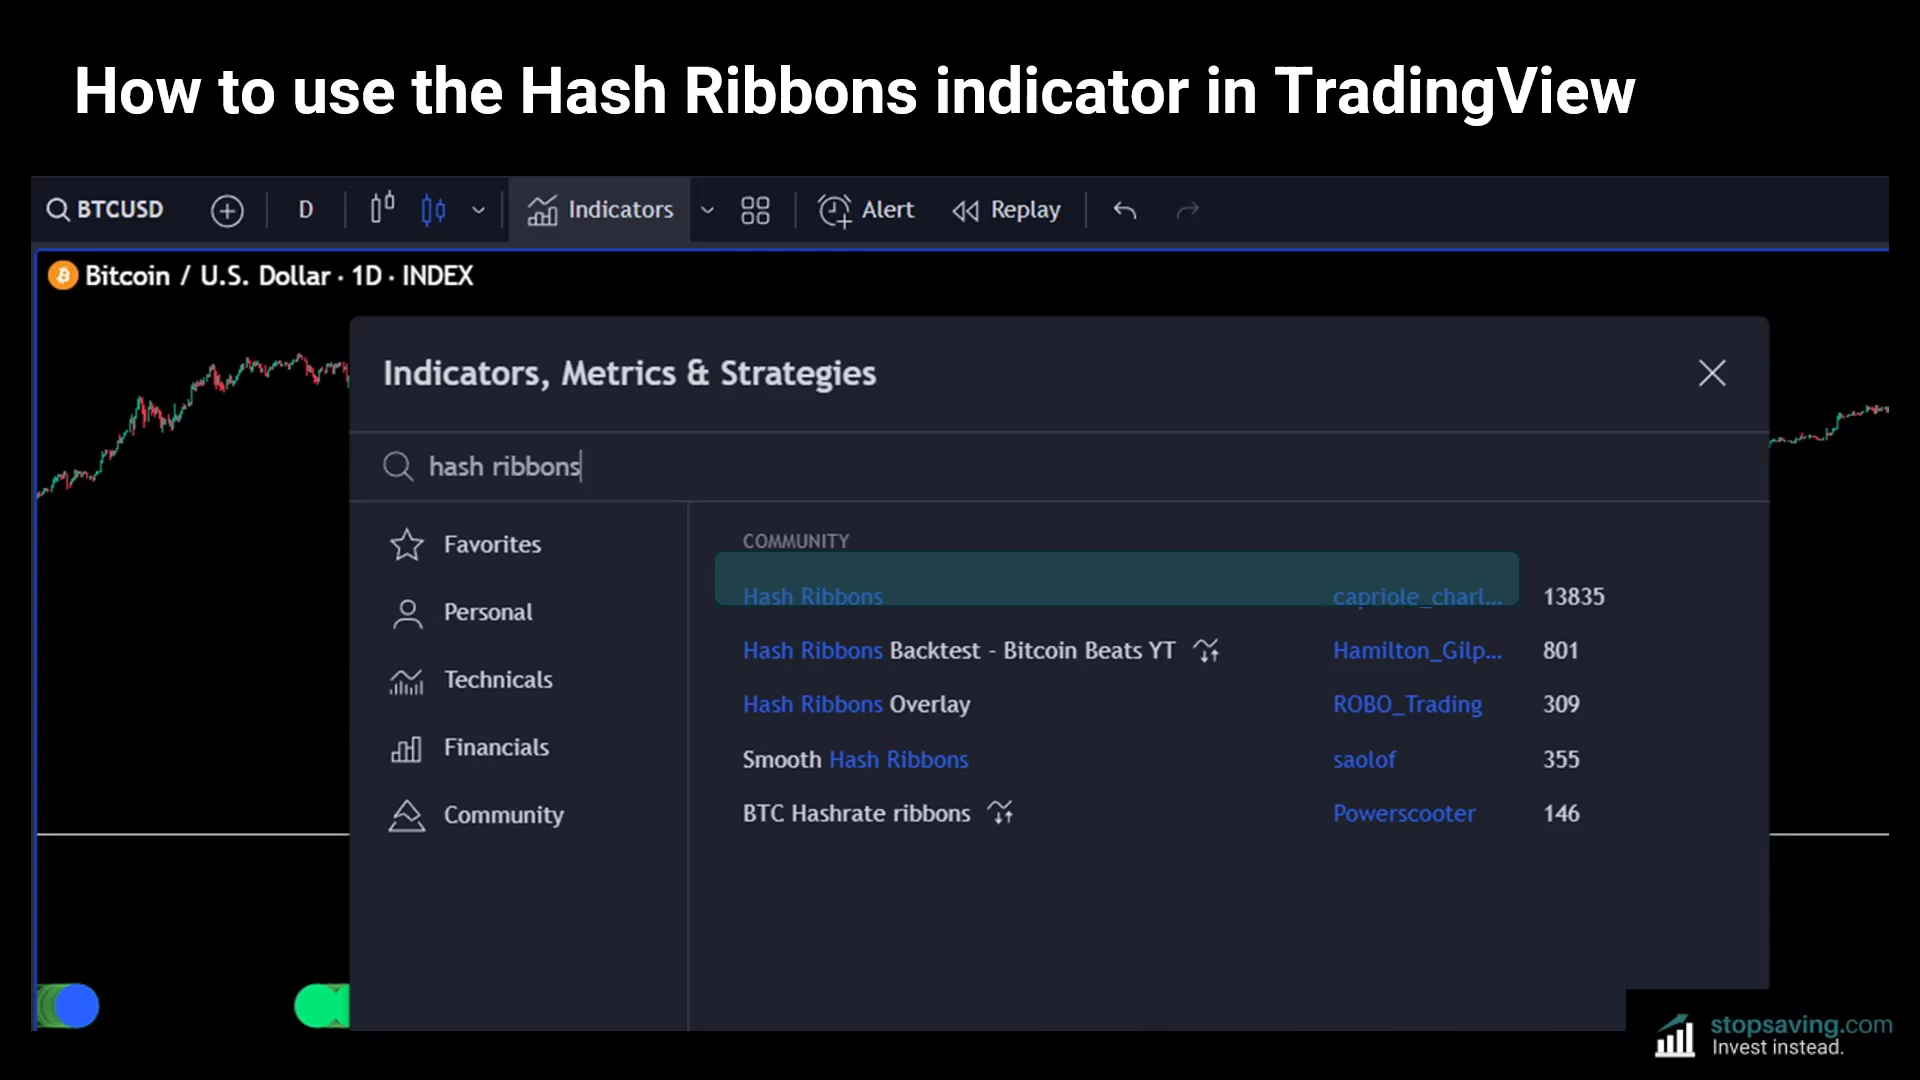 How to use the Hash Ribbons indicator in TradingView
BTCUSD D Indicators Alert Replay
Bitcoin / U.S. Dollar · 1D · INDEX
Indicators, Metrics & Strategies
hash ribbons
Favorites
Personal
Technicals
Financials
Community
COMMUNITY
Hash Ribbons capriole_charl... 13835
Hash Ribbons Backtest - Bitcoin Beats YT Hamilton_Gilp... 801
Hash Ribbons Overlay ROBO_Trading 309
Smooth Hash Ribbons saolof 355
BTC Hashrate ribbons Powerscooter 146
stopsaving.com
Invest instead.